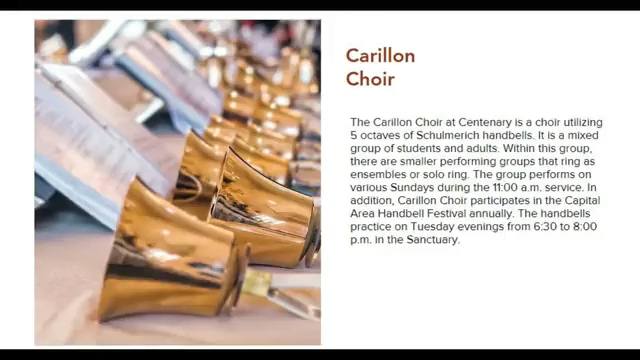 Carillon
Choir
The Carillon Choir at Centenary is a choir utilizing
5 octaves of Schulmerich handbells. It is a mixed
group of students and adults. Within this group,
there are smaller performing groups that ring as
ensembles or solo ring. The group performs on
various Sundays during the 11:00 a.m. service. In
addition, Carillon Choir participates in the Capital
Area Handbell Festival annually. The handbells
practice on Tuesday evenings from 6:30 to 8:00
p.m. in the Sanctuary.